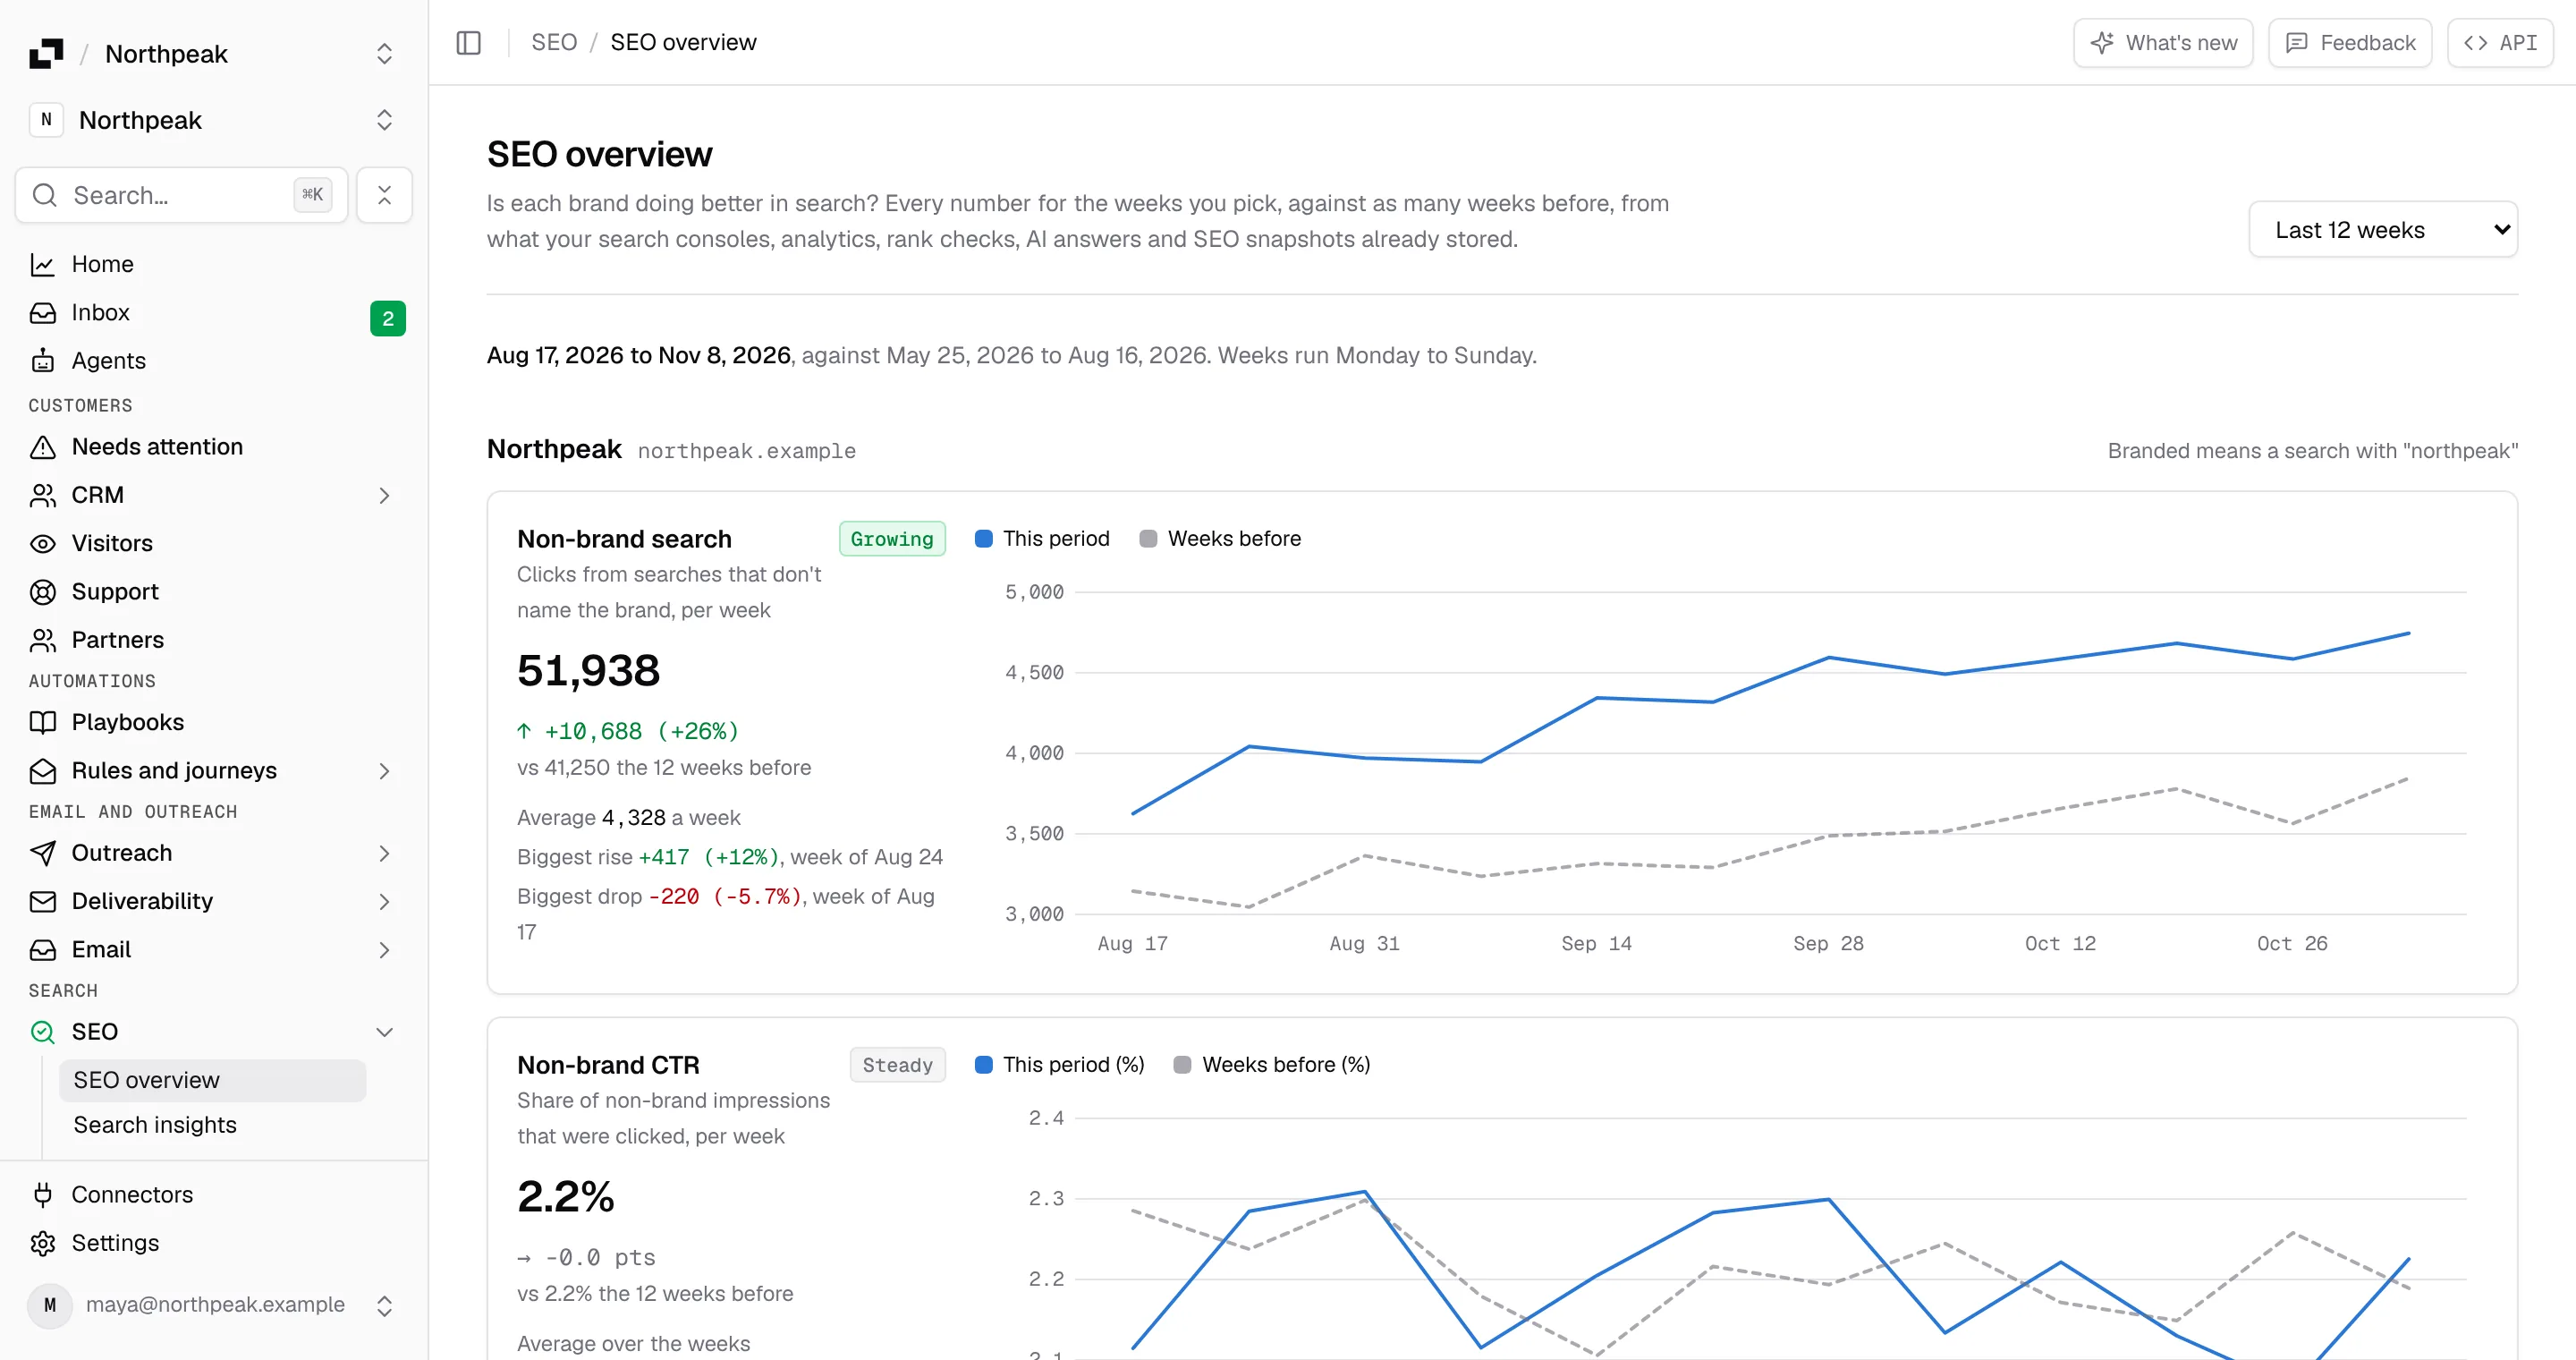 / Northpeak
N Northpeak
Search... ⌘K
Home
Inbox 2
Agents
CUSTOMERS
Needs attention
CRM
Visitors
Support
Partners
AUTOMATIONS
Playbooks
Rules and journeys
EMAIL AND OUTREACH
Outreach
Deliverability
Email
SEARCH
SEO
SEO overview
Search insights
Connectors
Settings
M maya@northpeak.example
SEO / SEO overview
What's new
Feedback
API
SEO overview
Is each brand doing better in search? Every number for the weeks you pick, against as many weeks before, from
what your search consoles, analytics, rank checks, AI answers and SEO snapshots already stored.
Last 12 weeks
Aug 17, 2026 to Nov 8, 2026, against May 25, 2026 to Aug 16, 2026. Weeks run Monday to Sunday.
Northpeak northpeak.example
Branded means a search with "northpeak"
Non-brand search Growing
Clicks from searches that don't
name the brand, per week
51,938
↑ +10,688 (+26%)
vs 41,250 the 12 weeks before
Average 4,328 a week
Biggest rise +417 (+12%), week of Aug 24
Biggest drop -220 (-5.7%), week of Aug
17
This period Weeks before
5,000
4,500
4,000
3,500
3,000
Aug 17 Aug 31 Sep 14 Sep 28 Oct 12 Oct 26
Non-brand CTR Steady
Share of non-brand impressions
that were clicked, per week
2.2%
→ -0.0 pts
vs 2.2% the 12 weeks before
Average over the weeks
This period (%) Weeks before (%)
2.4
2.3
2.2